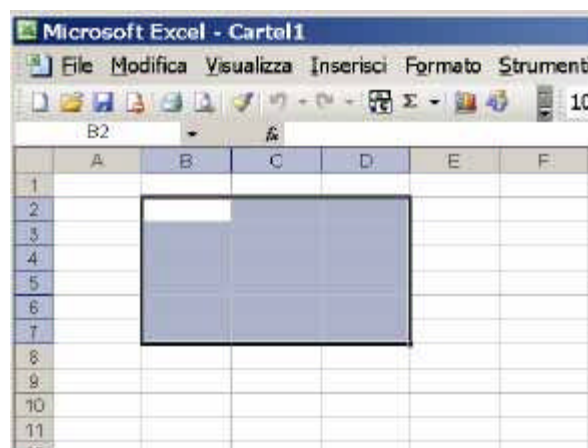 Microsoft Excel - Cartel1
File Modifica Visualizza Inserisci Formato Strument
Σ 10
B2 fx
A B C D E F
1
2
3
4
5
6
7
8
9
10
11